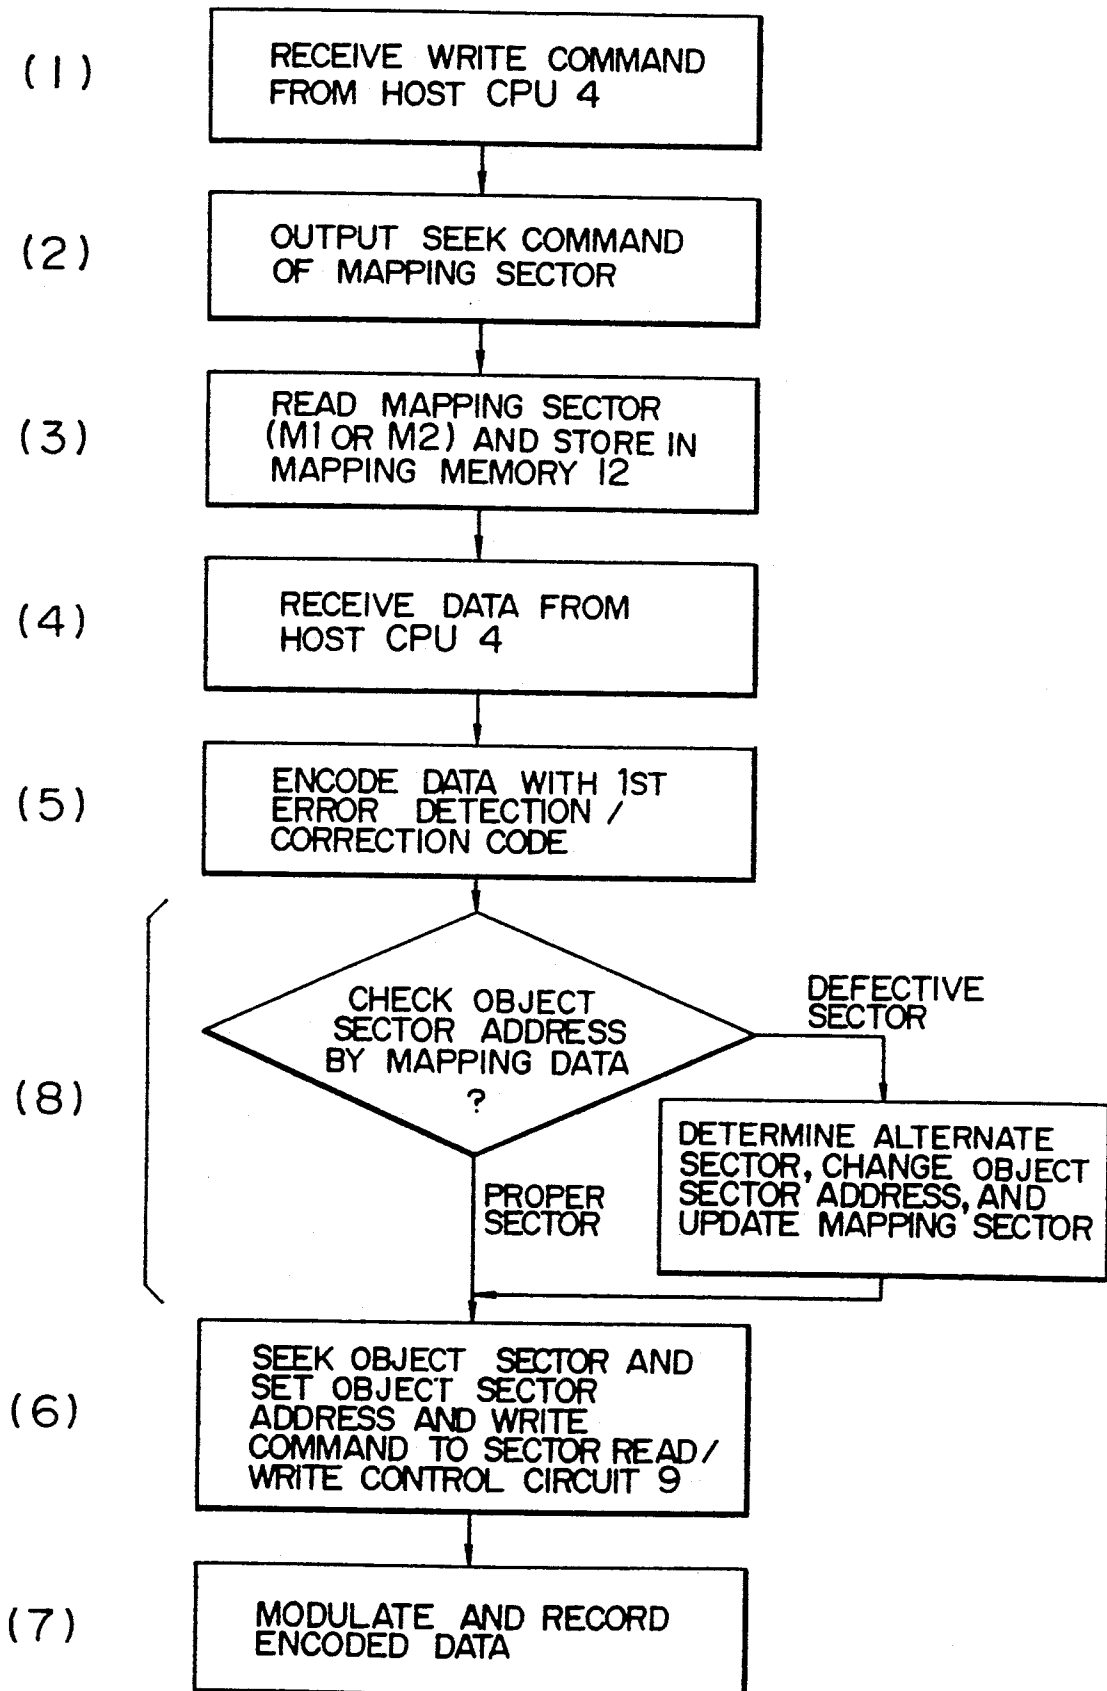 (1)
RECEIVE WRITE COMMAND
FROM HOST CPU 4
(2)
OUTPUT SEEK COMMAND
OF MAPPING SECTOR
(3)
READ MAPPING SECTOR
(M1 OR M2) AND STORE IN
MAPPING MEMORY 12
(4)
RECEIVE DATA FROM
HOST CPU 4
(5)
ENCODE DATA WITH 1ST
ERROR DETECTION /
CORRECTION CODE
(8)
CHECK OBJECT
SECTOR ADDRESS
BY MAPPING DATA
?
DEFECTIVE
SECTOR
DETERMINE ALTERNATE
SECTOR, CHANGE OBJECT
SECTOR ADDRESS, AND
UPDATE MAPPING SECTOR
PROPER
SECTOR
(6)
SEEK OBJECT SECTOR AND
SET OBJECT SECTOR
ADDRESS AND WRITE
COMMAND TO SECTOR READ/
WRITE CONTROL CIRCUIT 9
(7)
MODULATE AND RECORD
ENCODED DATA